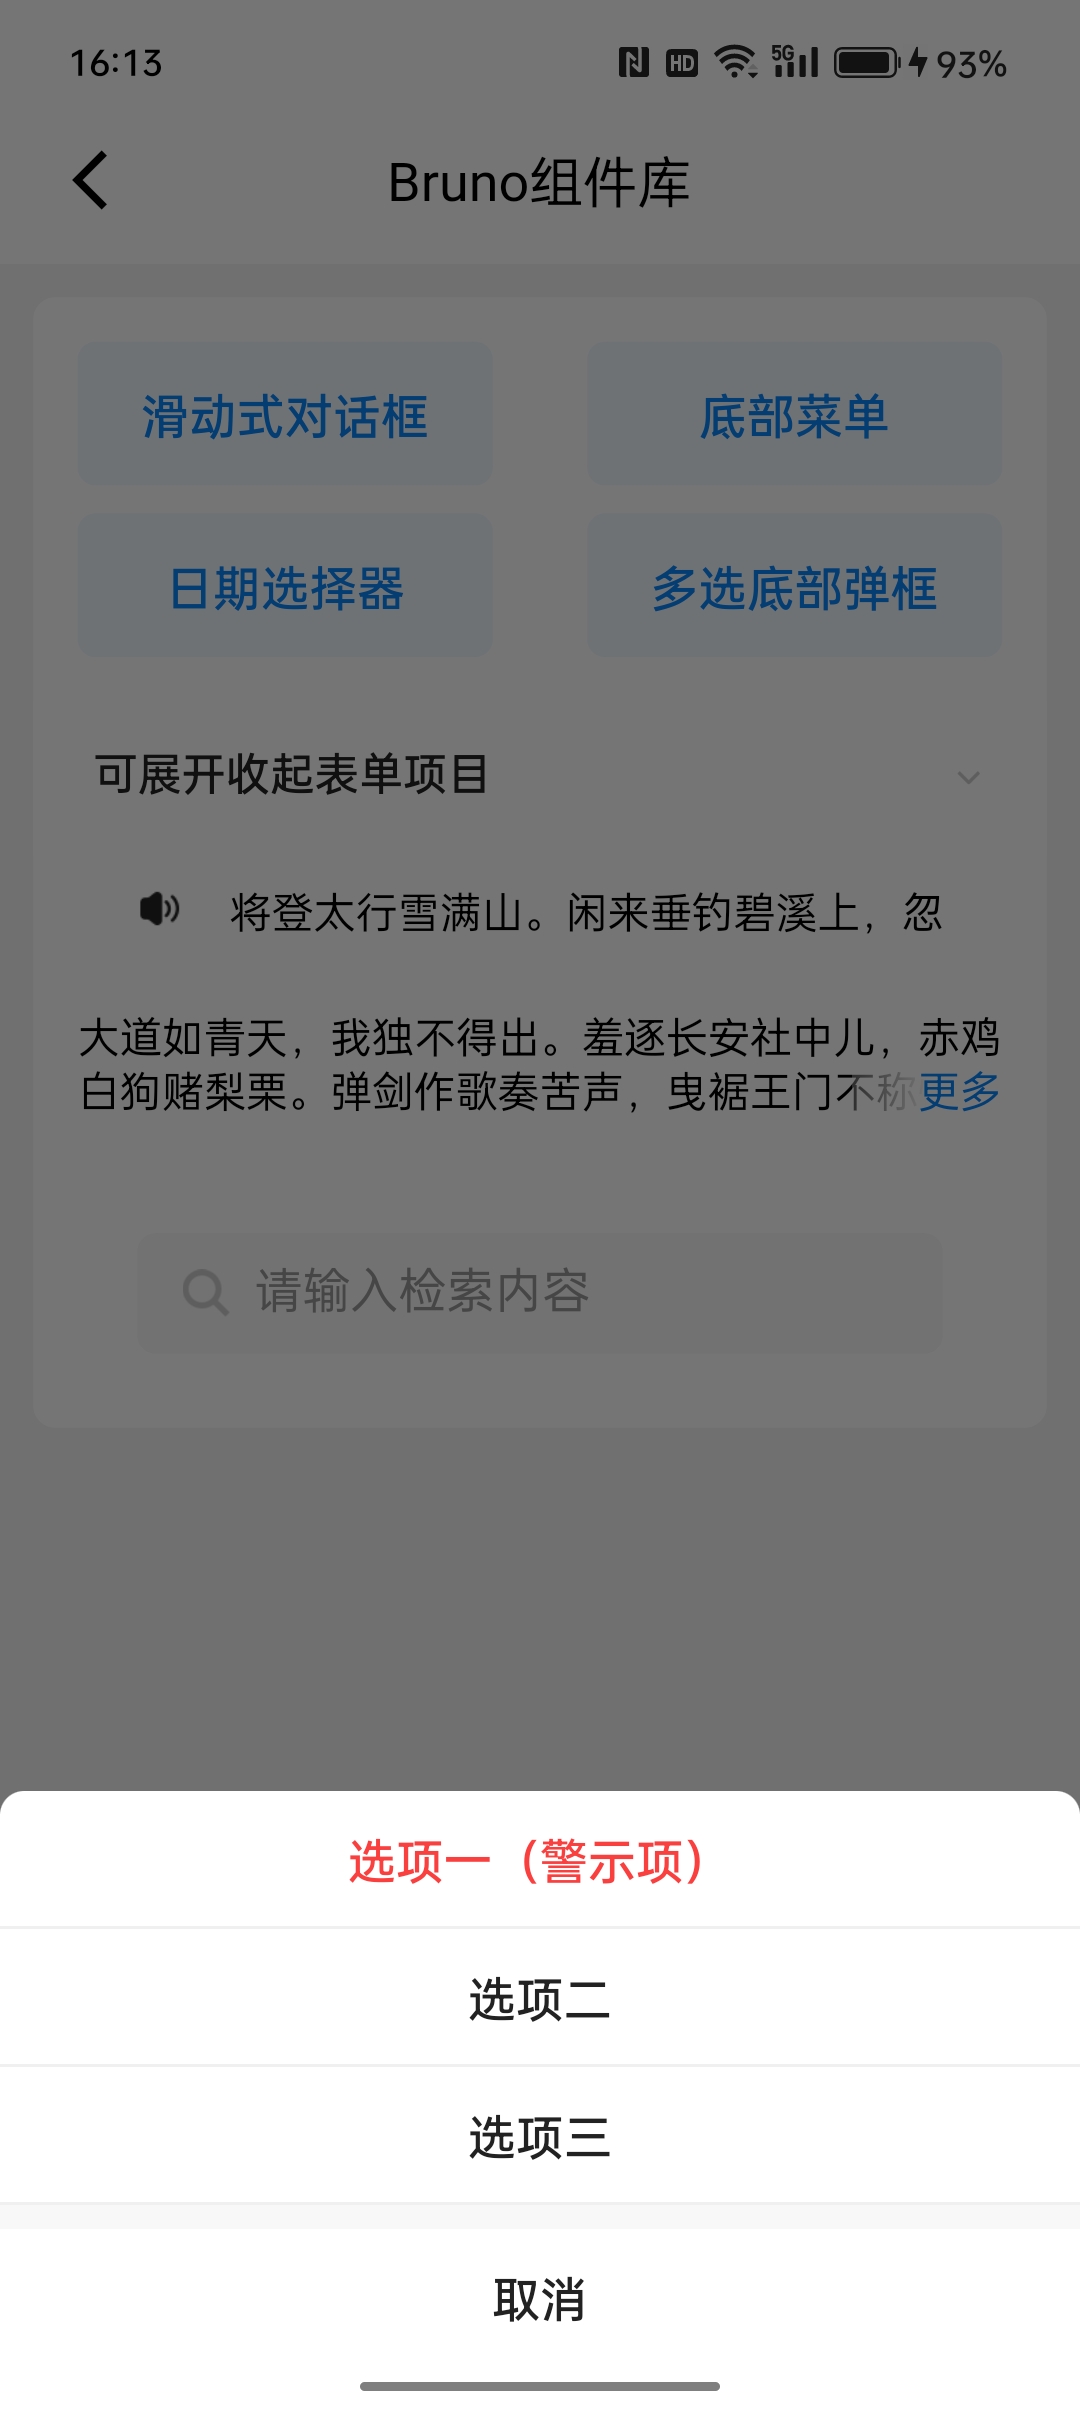 16:13
HD 5G 93%
Bruno组件库
滑动式对话框 底部菜单
日期选择器 多选底部弹框
可展开收起表单项目
将登太行雪满山。闲来垂钓碧溪上，忽
大道如青天，我独不得出。羞逐长安社中儿，赤鸡
白狗赌梨栗。弹剑作歌奏苦声，曳裾王门不称更多
请输入检索内容
选项一（警示项）
选项二
选项三
取消